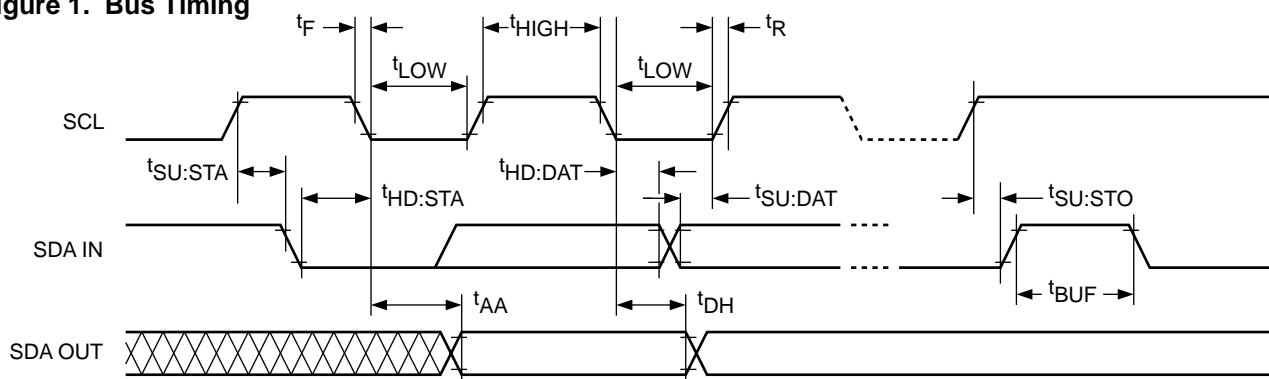 Figure 1. Bus Timing
tF
tHIGH
tR
tLOW
tLOW
SCL
tSU:STA
tHD:STA
tHD:DAT
tSU:DAT
tSU:STO
SDA IN
tBUF
tAA
tDH
SDA OUT